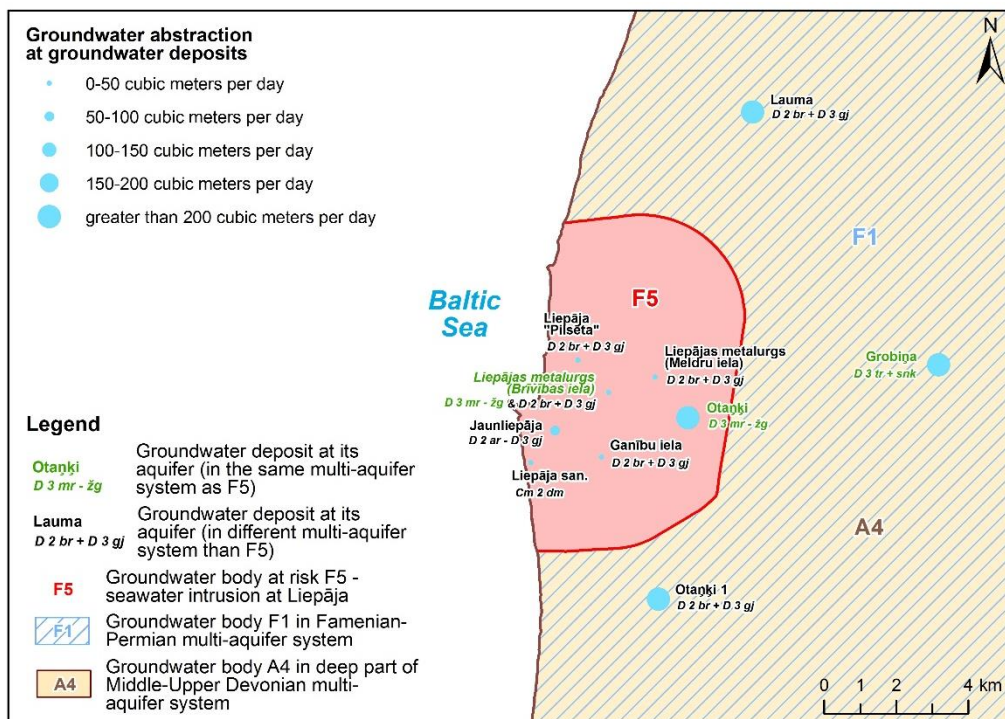 Groundwater abstraction
at groundwater deposits
0-50 cubic meters per day
50-100 cubic meters per day
100-150 cubic meters per day
150-200 cubic meters per day
greater than 200 cubic meters per day
N
Lauma
D 2 br + D 3 gj
F1
F5
Baltic
Sea
Liepāja
"Pilsēta"
D 2 br + D 3 gj
Liepājas metalurgs
(Meldru iela)
D 2 br + D 3 gj
Grobiņa
D 3 tr + snk
Liepājas metalurgs
(Brīvības iela)
D 3 mr - žg & D 2 br + D 3 gj
Otaņķi
D 3 mr - žg
Jaunliepāja
D 2 ar - D 3 gj
Ganību iela
D 2 br + D 3 gj
Liepāja san.
Cm 2 dm
A4
Otaņķi 1
D 2 br + D 3 gj
Legend
Otaņķi
D 3 mr - žg
Groundwater deposit at its
aquifer (in the same multi-aquifer
system as F5)
Lauma
D 2 br + D 3 gj
Groundwater deposit at its
aquifer (in different multi-aquifer
system than F5)
F5
Groundwater body at risk F5 -
seawater intrusion at Liepāja
F1
Groundwater body F1 in Famenian-
Permian multi-aquifer system
A4
Groundwater body A4 in deep part of
Middle-Upper Devonian multi-
aquifer system
0 1 2 4 km